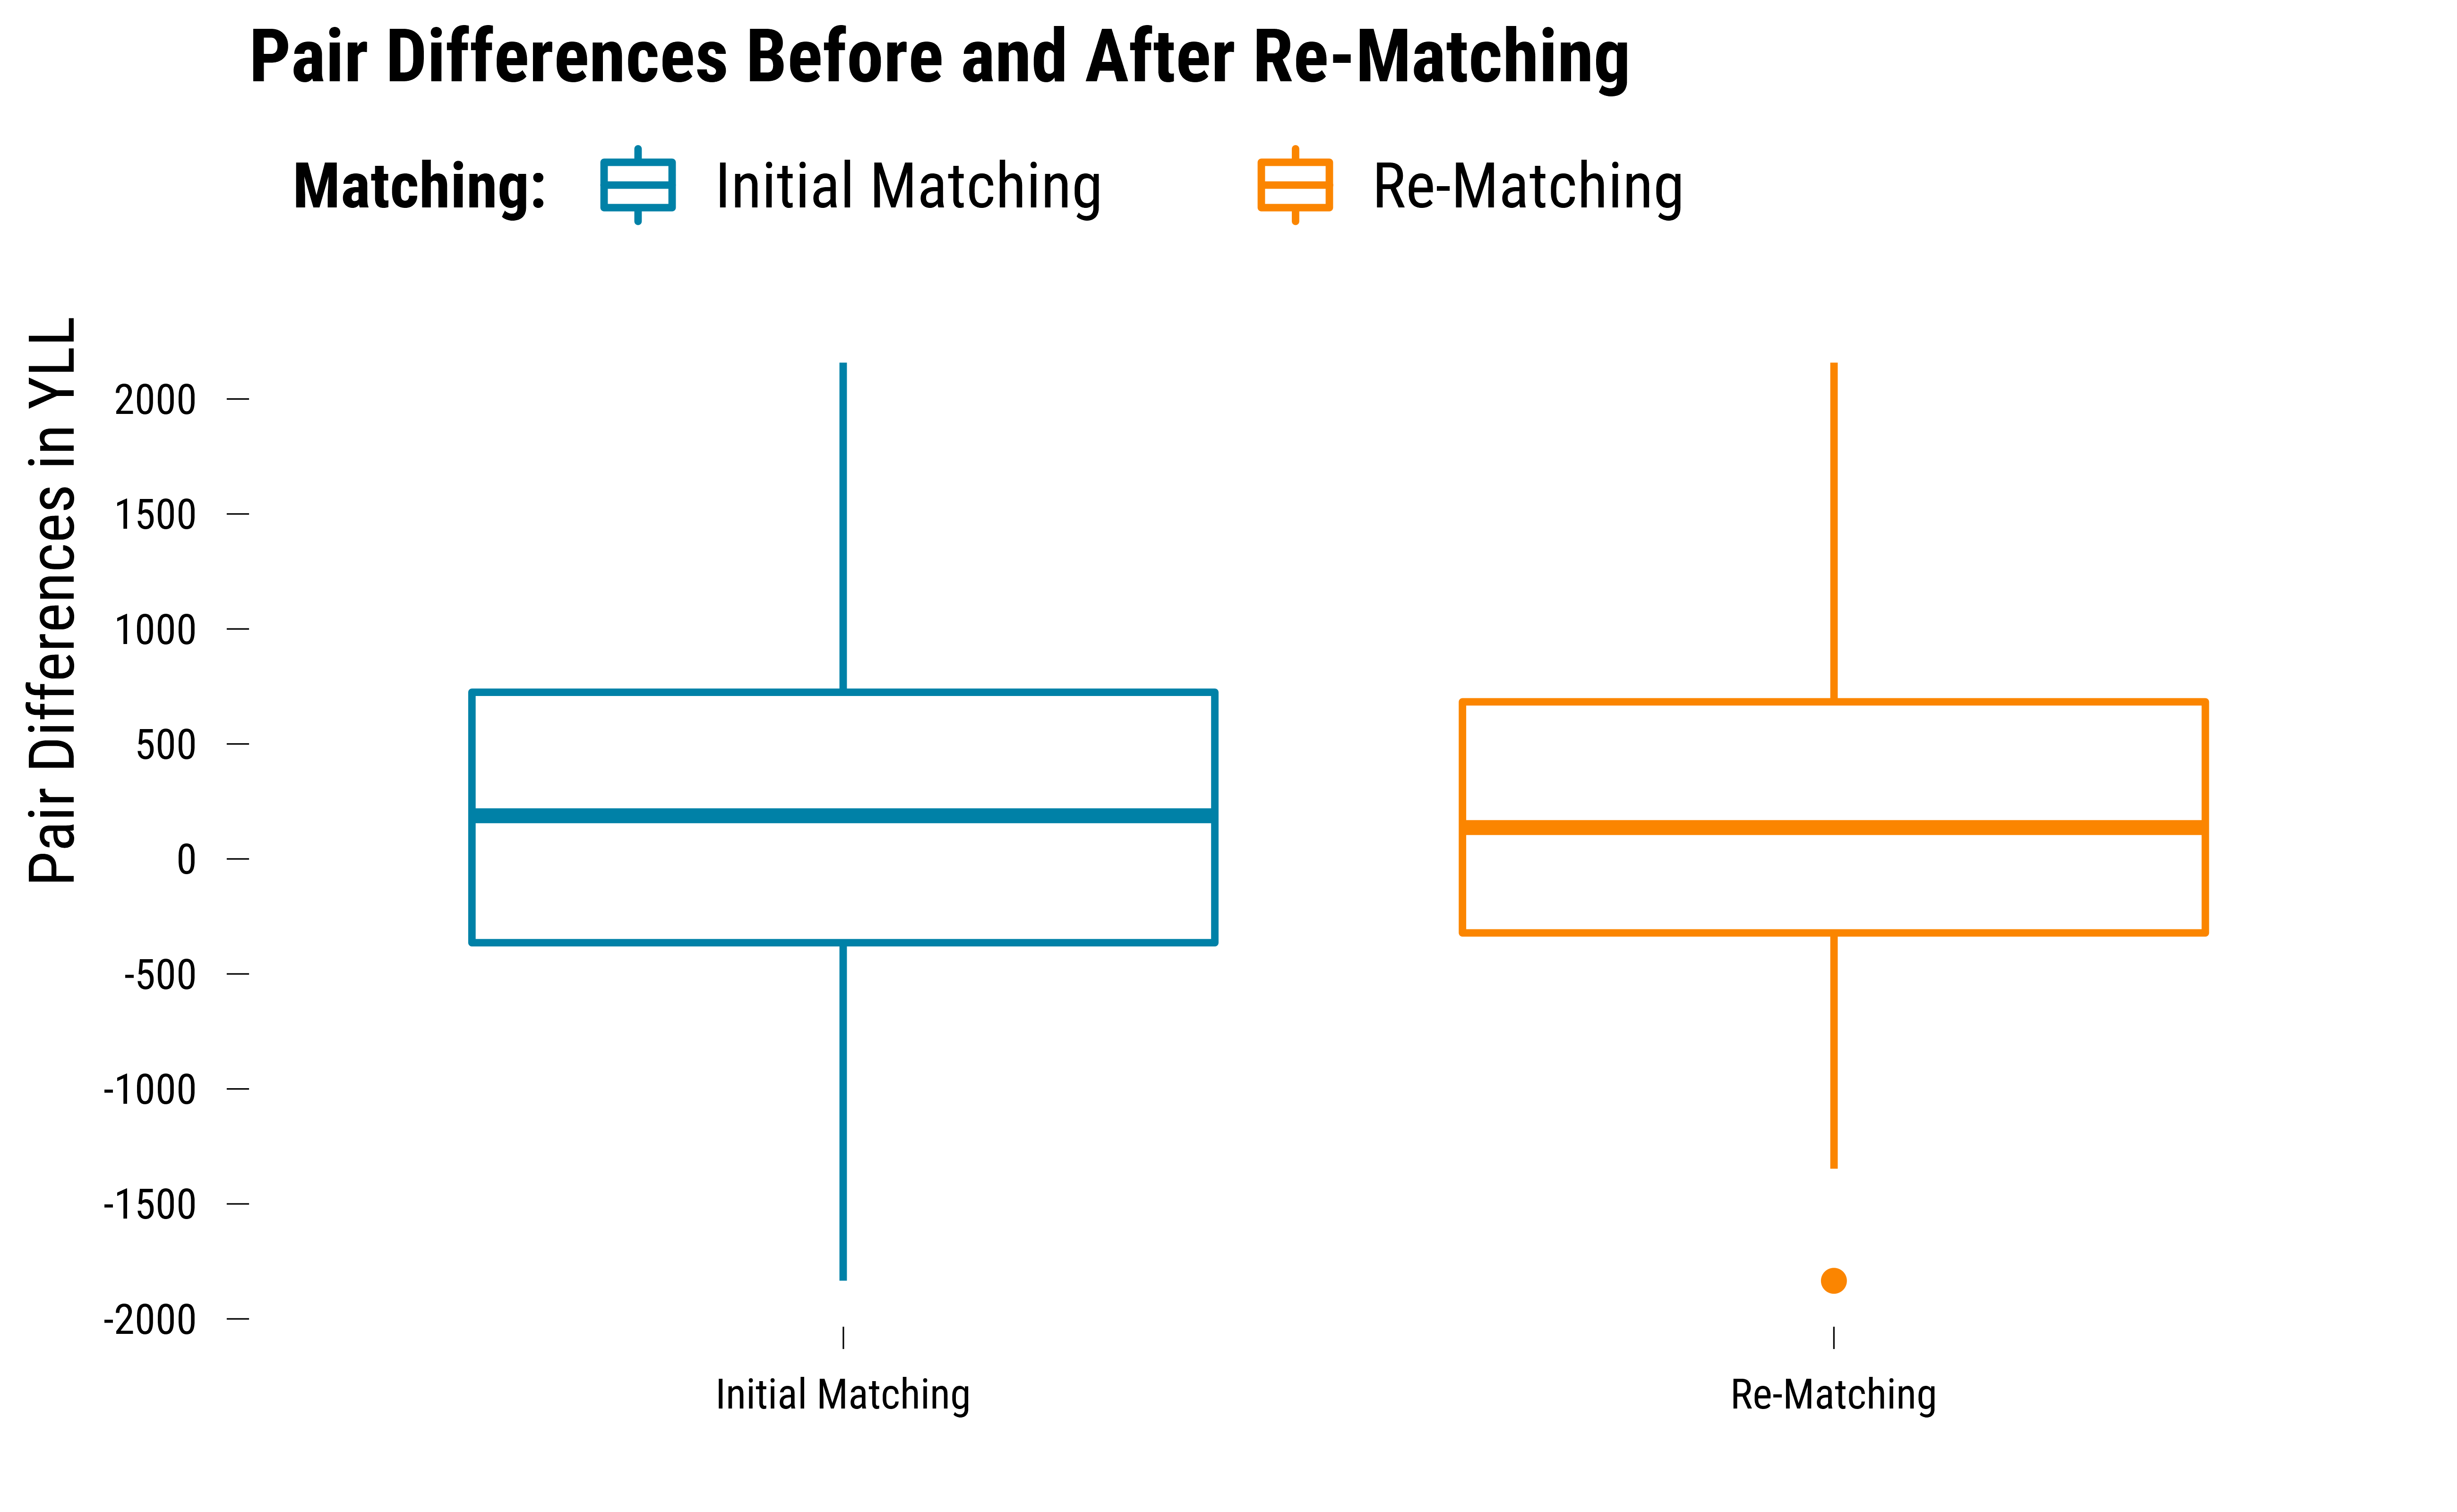 Pair Differences Before and After Re-Matching
Matching: Initial Matching Re-Matching
Pair Differences in YLL
2000
1500
1000
500
0
-500
-1000
-1500
-2000
Initial Matching Re-Matching